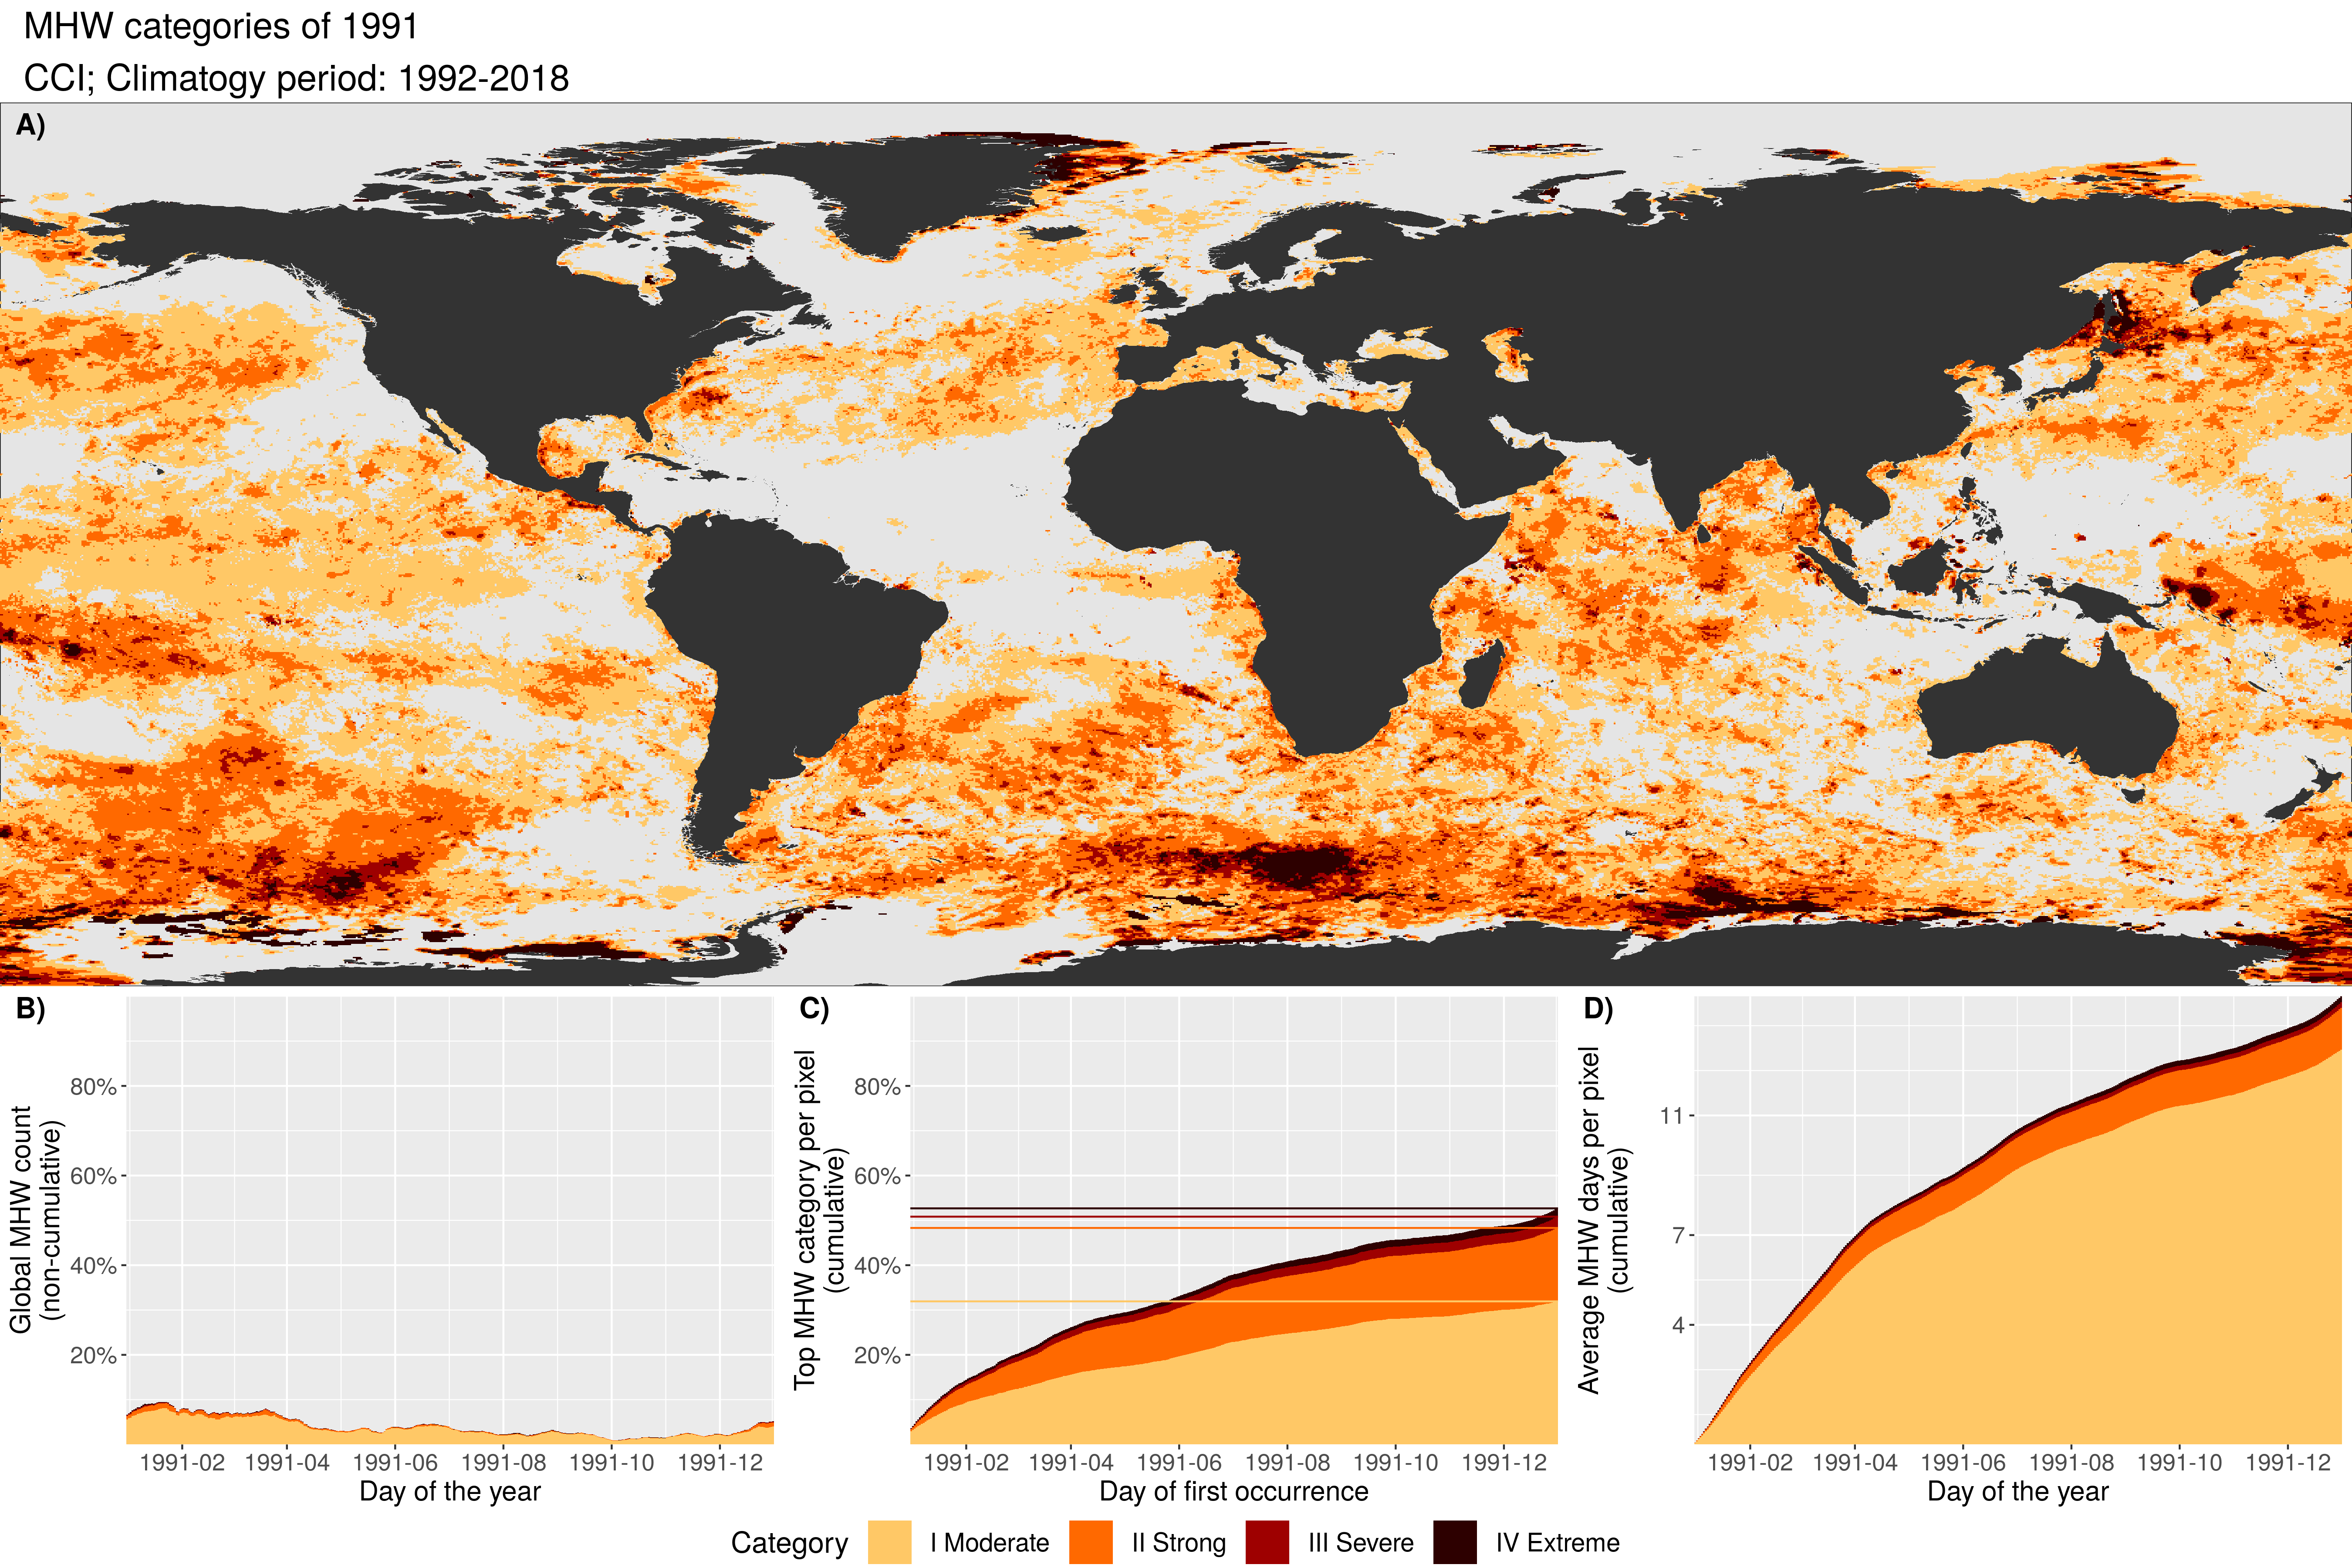 MHW categories of 1991
CCI; Climatogy period: 1992-2018
A)
B)
Global MHW count
(non-cumulative)
80%
60%
40%
20%
1991-02 1991-04 1991-06 1991-08 1991-10 1991-12
Day of the year
C)
Top MHW category per pixel
(cumulative)
80%
60%
40%
20%
1991-02 1991-04 1991-06 1991-08 1991-10 1991-12
Day of first occurrence
D)
Average MHW days per pixel
(cumulative)
11
7
4
1991-02 1991-04 1991-06 1991-08 1991-10 1991-12
Day of the year
Category I Moderate II Strong III Severe IV Extreme